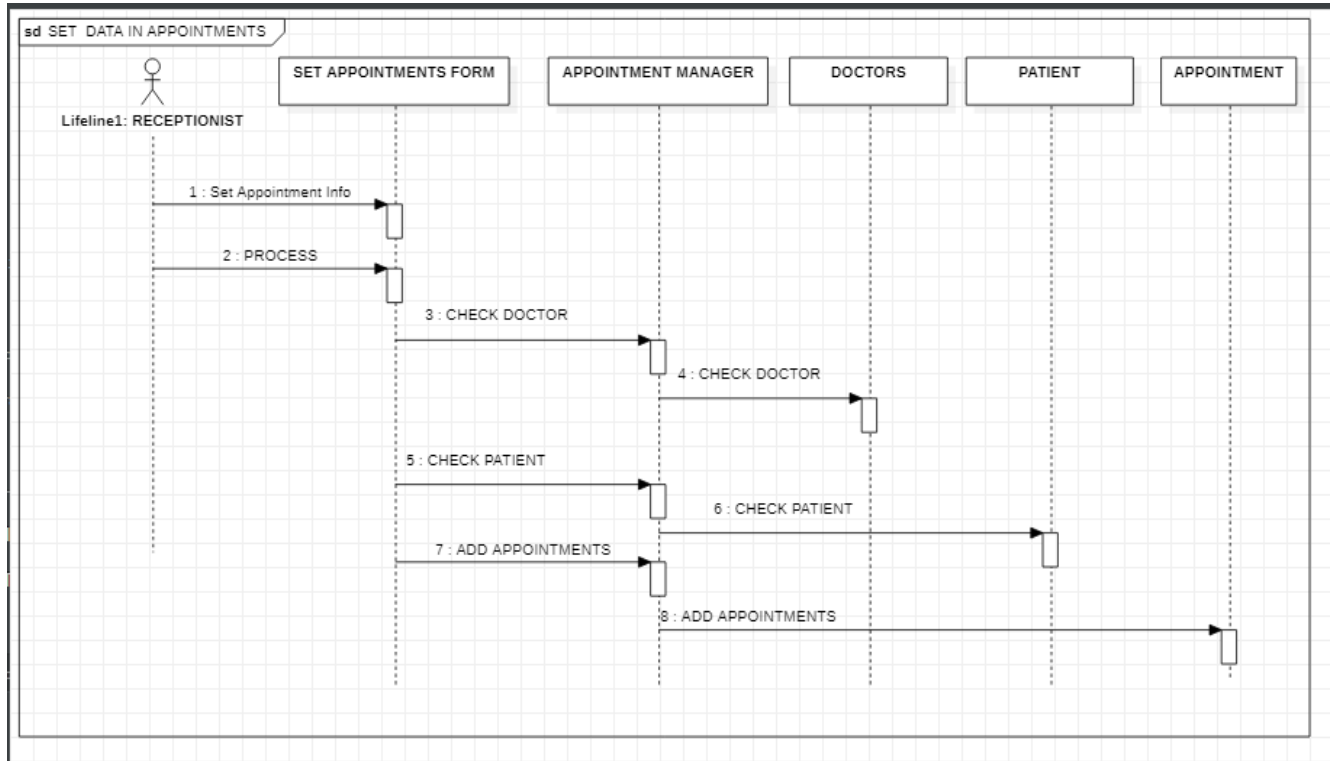 sd SET DATA IN APPOINTMENTS
SET APPOINTMENTS FORM
APPOINTMENT MANAGER
DOCTORS
PATIENT
APPOINTMENT
Lifeline1: RECEPTIONIST
1 : Set Appointment Info
2 : PROCESS
3 : CHECK DOCTOR
4 : CHECK DOCTOR
5 : CHECK PATIENT
6 : CHECK PATIENT
7 : ADD APPOINTMENTS
8 : ADD APPOINTMENTS